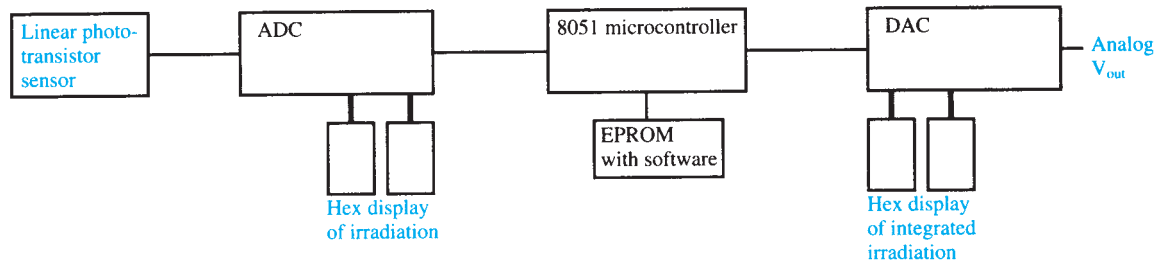 Linear photo-
transistor
sensor
ADC
8051 microcontroller
DAC
Analog
V_out
EPROM
with software
Hex display
of irradiation
Hex display
of integrated
irradiation